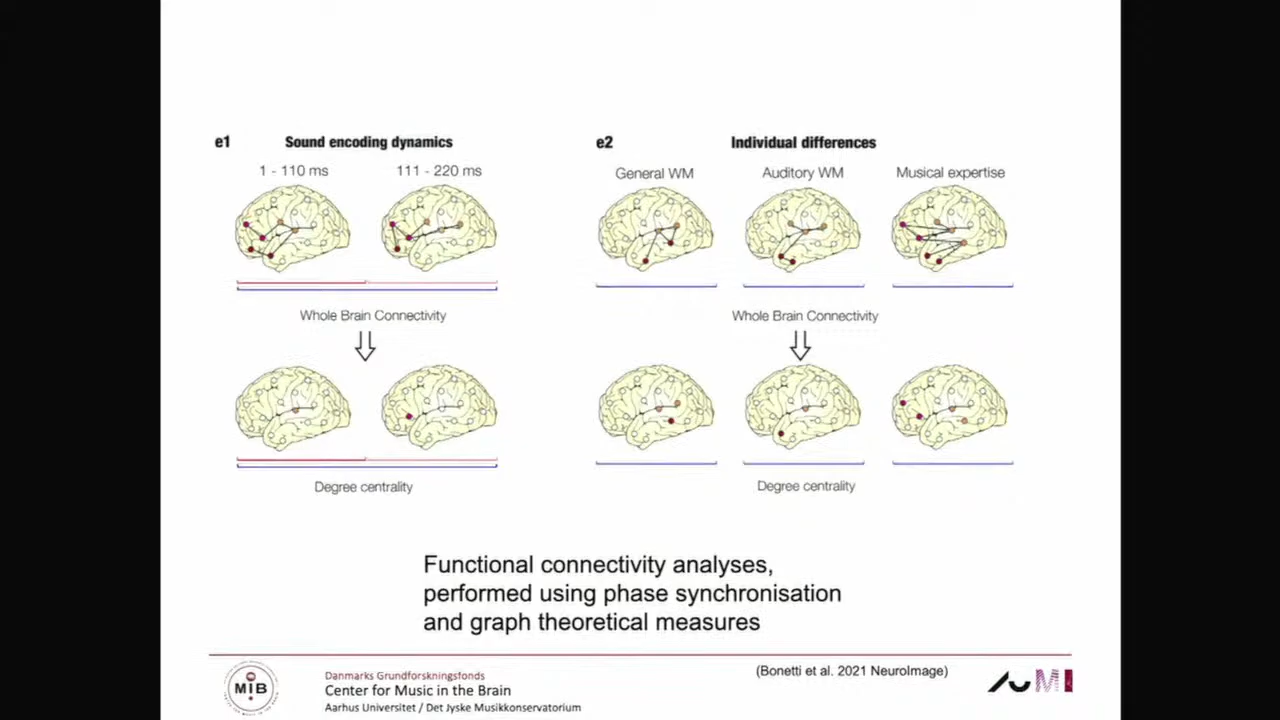 e1 Sound encoding dynamics
1 - 110 ms 111 - 220 ms
Whole Brain Connectivity
Degree centrality
e2 Individual differences
General WM Auditory WM Musical expertise
Whole Brain Connectivity
Degree centrality
Functional connectivity analyses,
performed using phase synchronisation
and graph theoretical measures
MIB
Danmarks Grundforskningsfonds
Center for Music in the Brain
Aarhus Universitet / Det Jyske Musikkonservatorium
(Bonetti et al. 2021 NeuroImage)